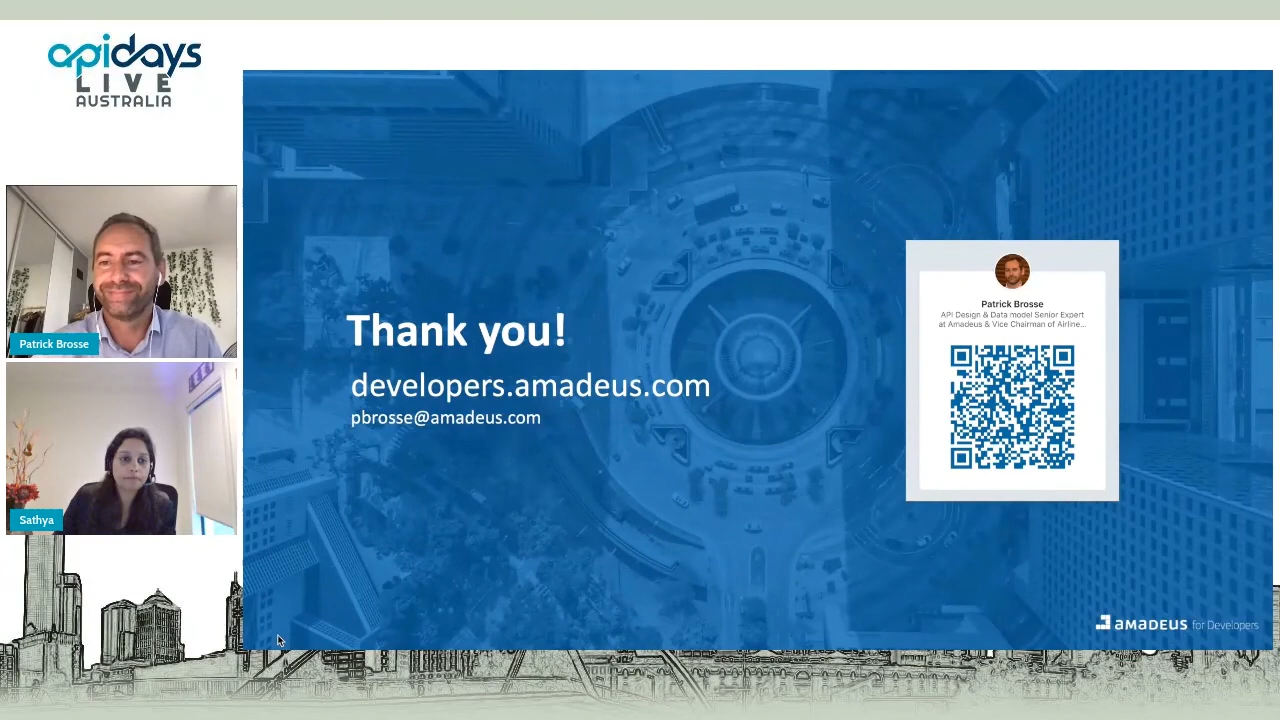 apidays
LIVE
AUSTRALIA
Patrick Brosse
Sathya
Thank you!
developers.amadeus.com
pbrosse@amadeus.com
Patrick Brosse
API Design & Data model Senior Expert
at Amadeus & Vice Chairman of Airline...
amadeus for Developers